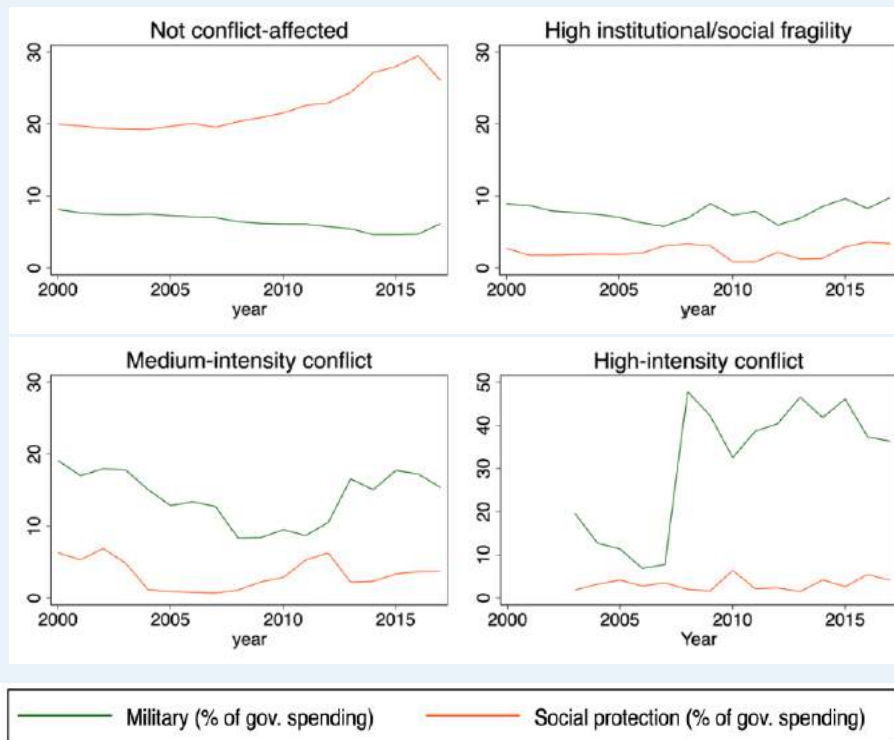 Not conflict-affected
30
20
10
0
2000 2005 2010 2015
year
High institutional/social fragility
30
20
10
0
2000 2005 2010 2015
year
Medium-intensity conflict
30
20
10
0
2000 2005 2010 2015
year
High-intensity conflict
50
40
30
20
10
0
2000 2005 2010 2015
Year
Military (% of gov. spending) Social protection (% of gov. spending)